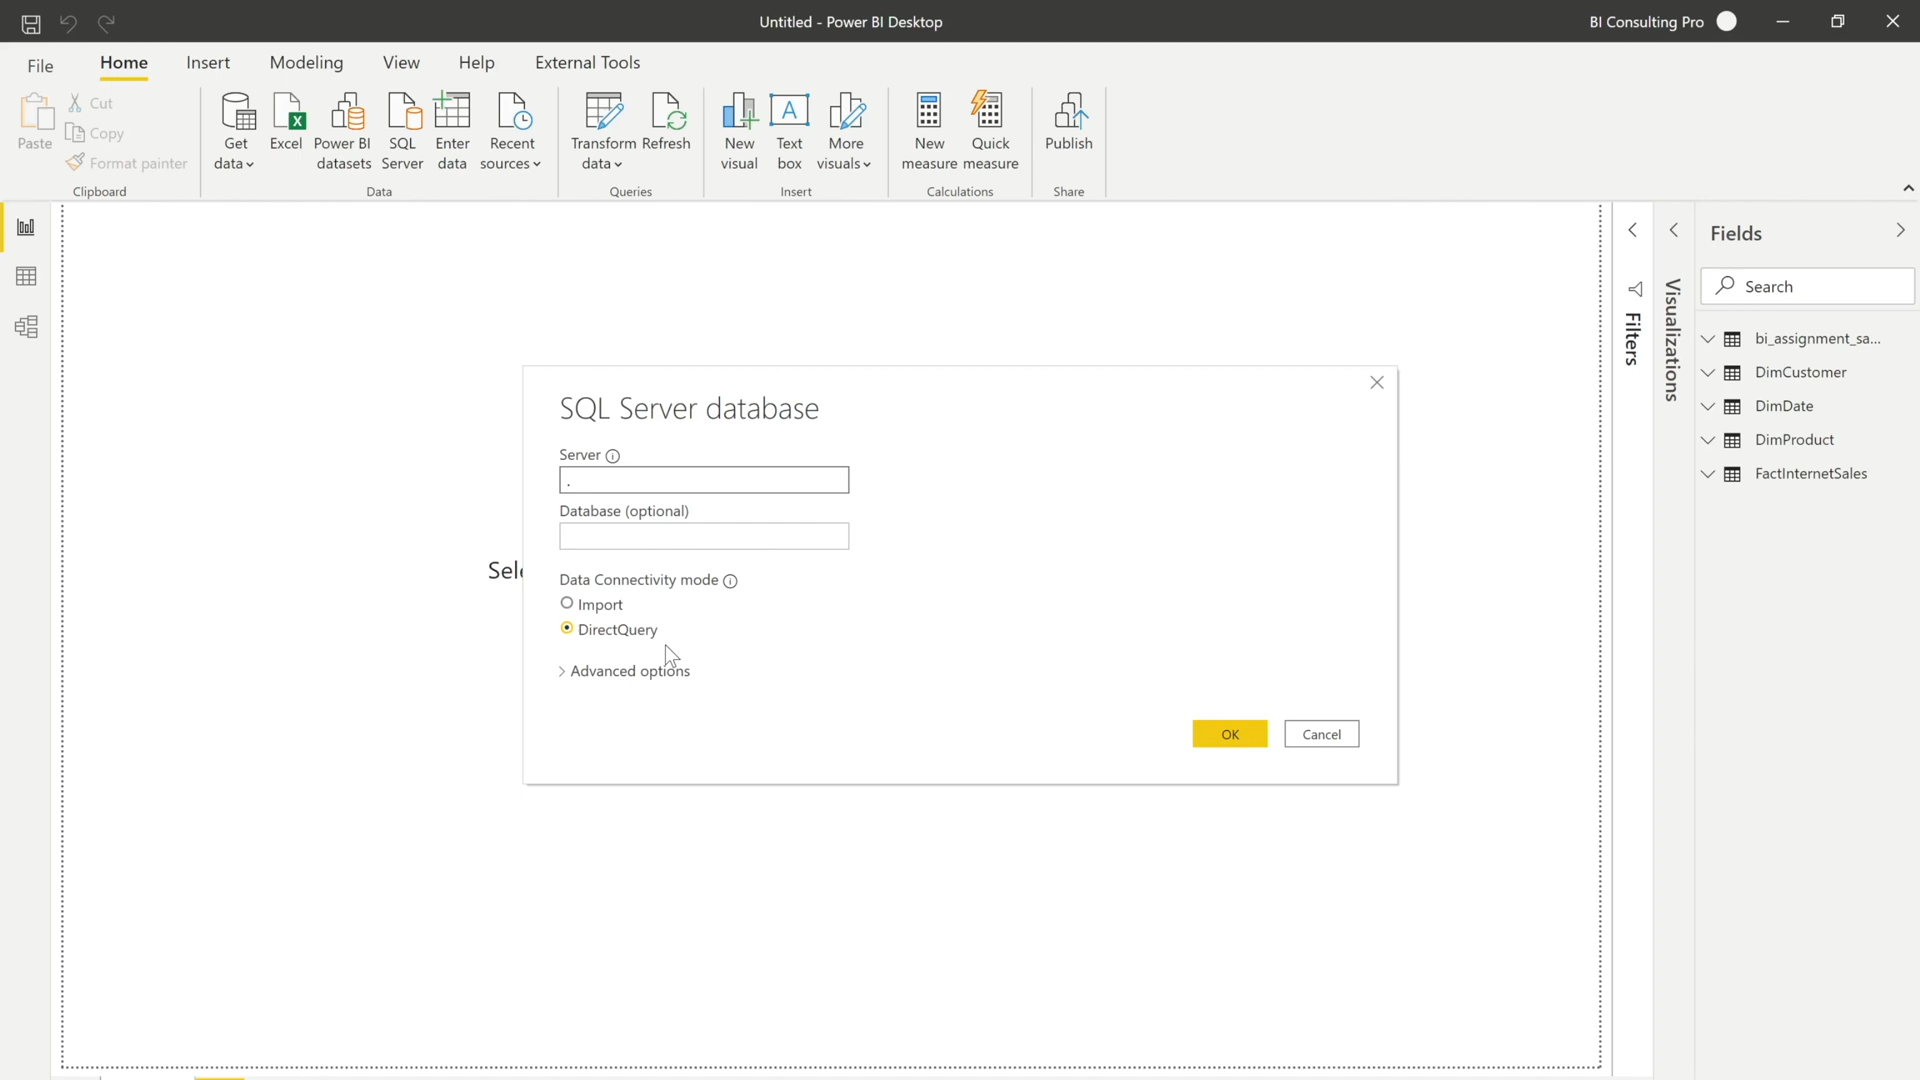 Untitled - Power BI Desktop
BI Consulting Pro
File
Home
Insert
Modeling
View
Help
External Tools
Paste
Cut
Copy
Format painter
Clipboard
Get data
Excel
Power BI datasets
SQL Server
Enter data
Recent sources
Data
Transform data
Refresh
Queries
New visual
A
Text box
More visuals
Insert
New measure
Quick measure
Calculations
Publish
Share
Sele
SQL Server database
Server
.
Database (optional)
Data Connectivity mode
Import
DirectQuery
Advanced options
OK
Cancel
Filters
Visualizations
Fields
Search
bi_assignment_sa...
DimCustomer
DimDate
DimProduct
FactInternetSales